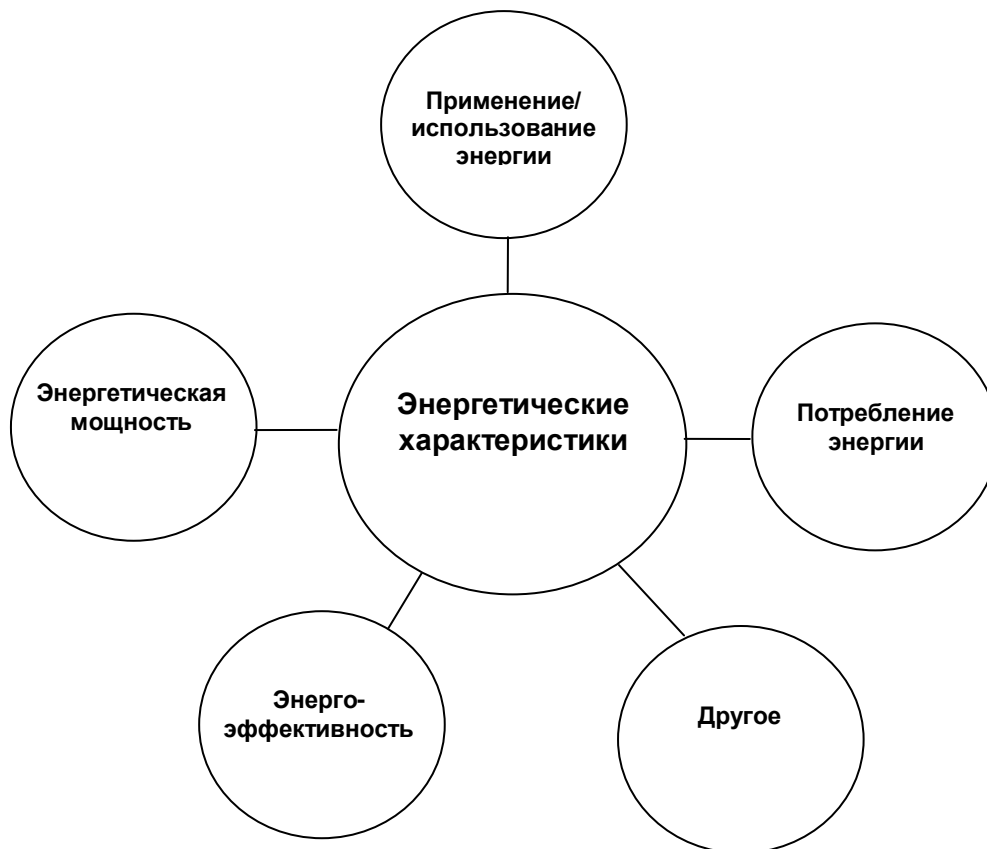 Применение/
использование
энергии
Энергетическая
мощность
Энергетические
характеристики
Потребление
энергии
Энерго-
эффективность
Другое